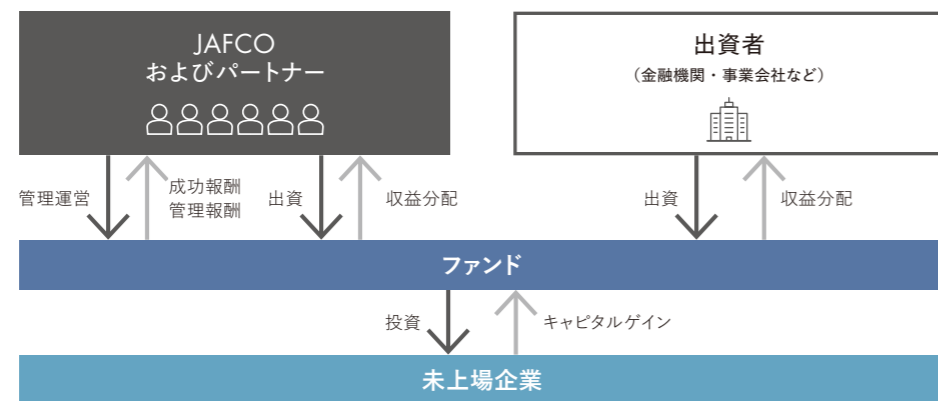 JAFCO
およびパートナー
出資者
（金融機関・事業会社など）
管理運営
成功報酬
管理報酬
出資
収益分配
出資
収益分配
ファンド
投資
キャピタルゲイン
未上場企業